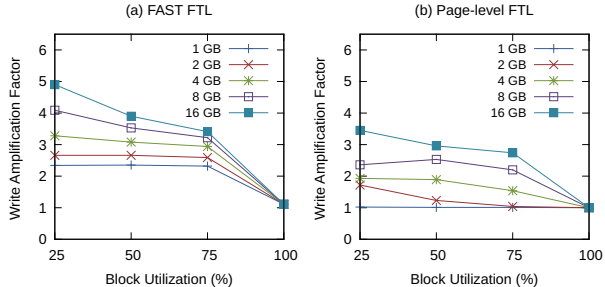 (a) FAST FTL
Write Amplification Factor
6
5
4
3
2
1
0
1 GB
2 GB
4 GB
8 GB
16 GB
25
50
75
100
Block Utilization (%)
(b) Page-level FTL
Write Amplification Factor
6
5
4
3
2
1
0
1 GB
2 GB
4 GB
8 GB
16 GB
25
50
75
100
Block Utilization (%)